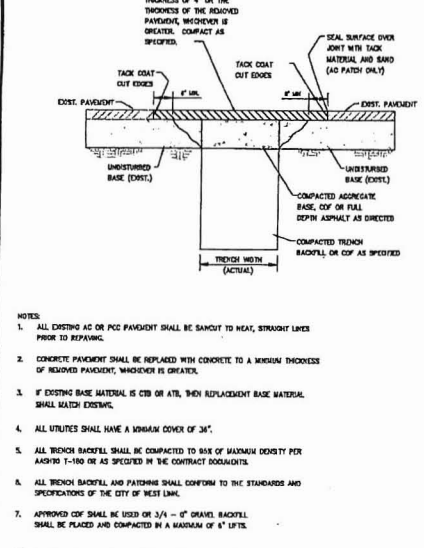 THICKNESS OF 4" OR THE
THICKNESS OF THE REMOVED
PAVEMENT, WHICHEVER IS
GREATER. COMPACT AS
SPECIFIED.
SEAL SURFACE OVER
JOINT WITH TACK
MATERIAL AND SAND
(AC PATCH ONLY)
TACK COAT
CUT EDGES
TACK COAT
CUT EDGES
6" MIN.
6" MIN.
EXIST. PAVEMENT
EXIST. PAVEMENT
UNDISTURBED
BASE (EXIST.)
UNDISTURBED
BASE (EXIST.)
COMPACTED AGGREGATE
BASE, CDF OR FULL
DEPTH ASPHALT AS DIRECTED
COMPACTED TRENCH
BACKFILL OR CDF AS SPECIFIED
TRENCH WIDTH
(ACTUAL)
NOTES:
1. ALL EXISTING AC OR PCC PAVEMENT SHALL BE SAWCUT TO NEAT, STRAIGHT LINES
PRIOR TO REPAVING.
2. CONCRETE PAVEMENT SHALL BE REPLACED WITH CONCRETE TO A MINIMUM THICKNESS
OF REMOVED PAVEMENT, WHICHEVER IS GREATER.
3. IF EXISTING BASE MATERIAL IS CTB OR ATB, THEN REPLACEMENT BASE MATERIAL
SHALL MATCH EXISTING.
4. ALL UTILITIES SHALL HAVE A MINIMUM COVER OF 36".
5. ALL TRENCH BACKFILL SHALL BE COMPACTED TO 95% OF MAXIMUM DENSITY PER
AASHTO T-180 OR AS SPECIFIED IN THE CONTRACT DOCUMENTS.
6. ALL TRENCH BACKFILL AND PATCHING SHALL CONFORM TO THE STANDARDS AND
SPECIFICATIONS OF THE CITY OF WEST LINN.
7. APPROVED CDF SHALL BE USED OR 3/4 - 0" GRAVEL BACKFILL
SHALL BE PLACED AND COMPACTED IN A MAXIMUM OF 6" LIFTS.